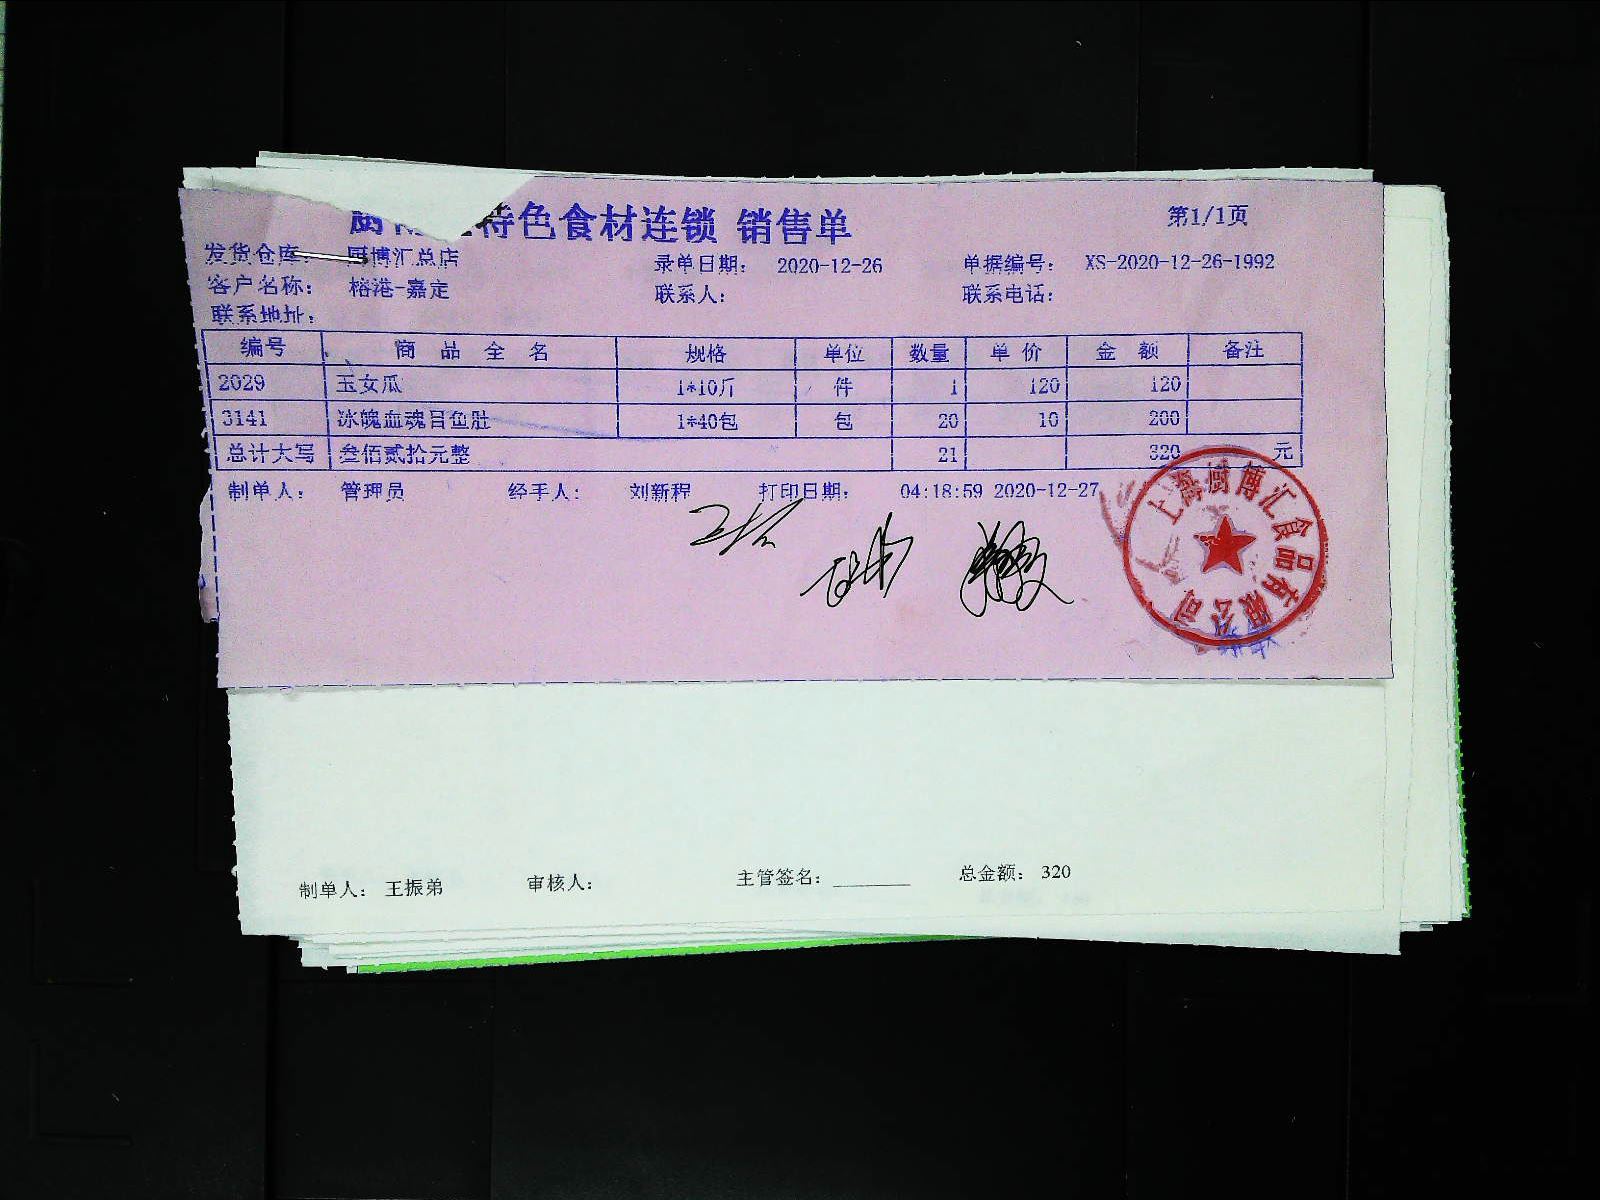 特色食材连锁 销售单 第1/1页
发货仓库： 厨博汇总店 录单日期： 2020-12-26 单据编号： XS-2020-12-26-1992
客户名称： 榕港-嘉定 联系人： 联系电话：
联系地址：
编号 商品全名 规格 单位 数量 单价 金额 备注
2029 玉女瓜 1*10斤 件 1 120 120
3141 冰魄血魂目鱼肚 1*40包 包 20 10 200
总计大写 叁佰贰拾元整 21 320 元
制单人： 管理员 经手人： 刘新程 打印日期： 04:18:59 2020-12-27
上海厨博汇食品有限公司
制单人： 王振弟 审核人： 主管签名：________ 总金额： 320